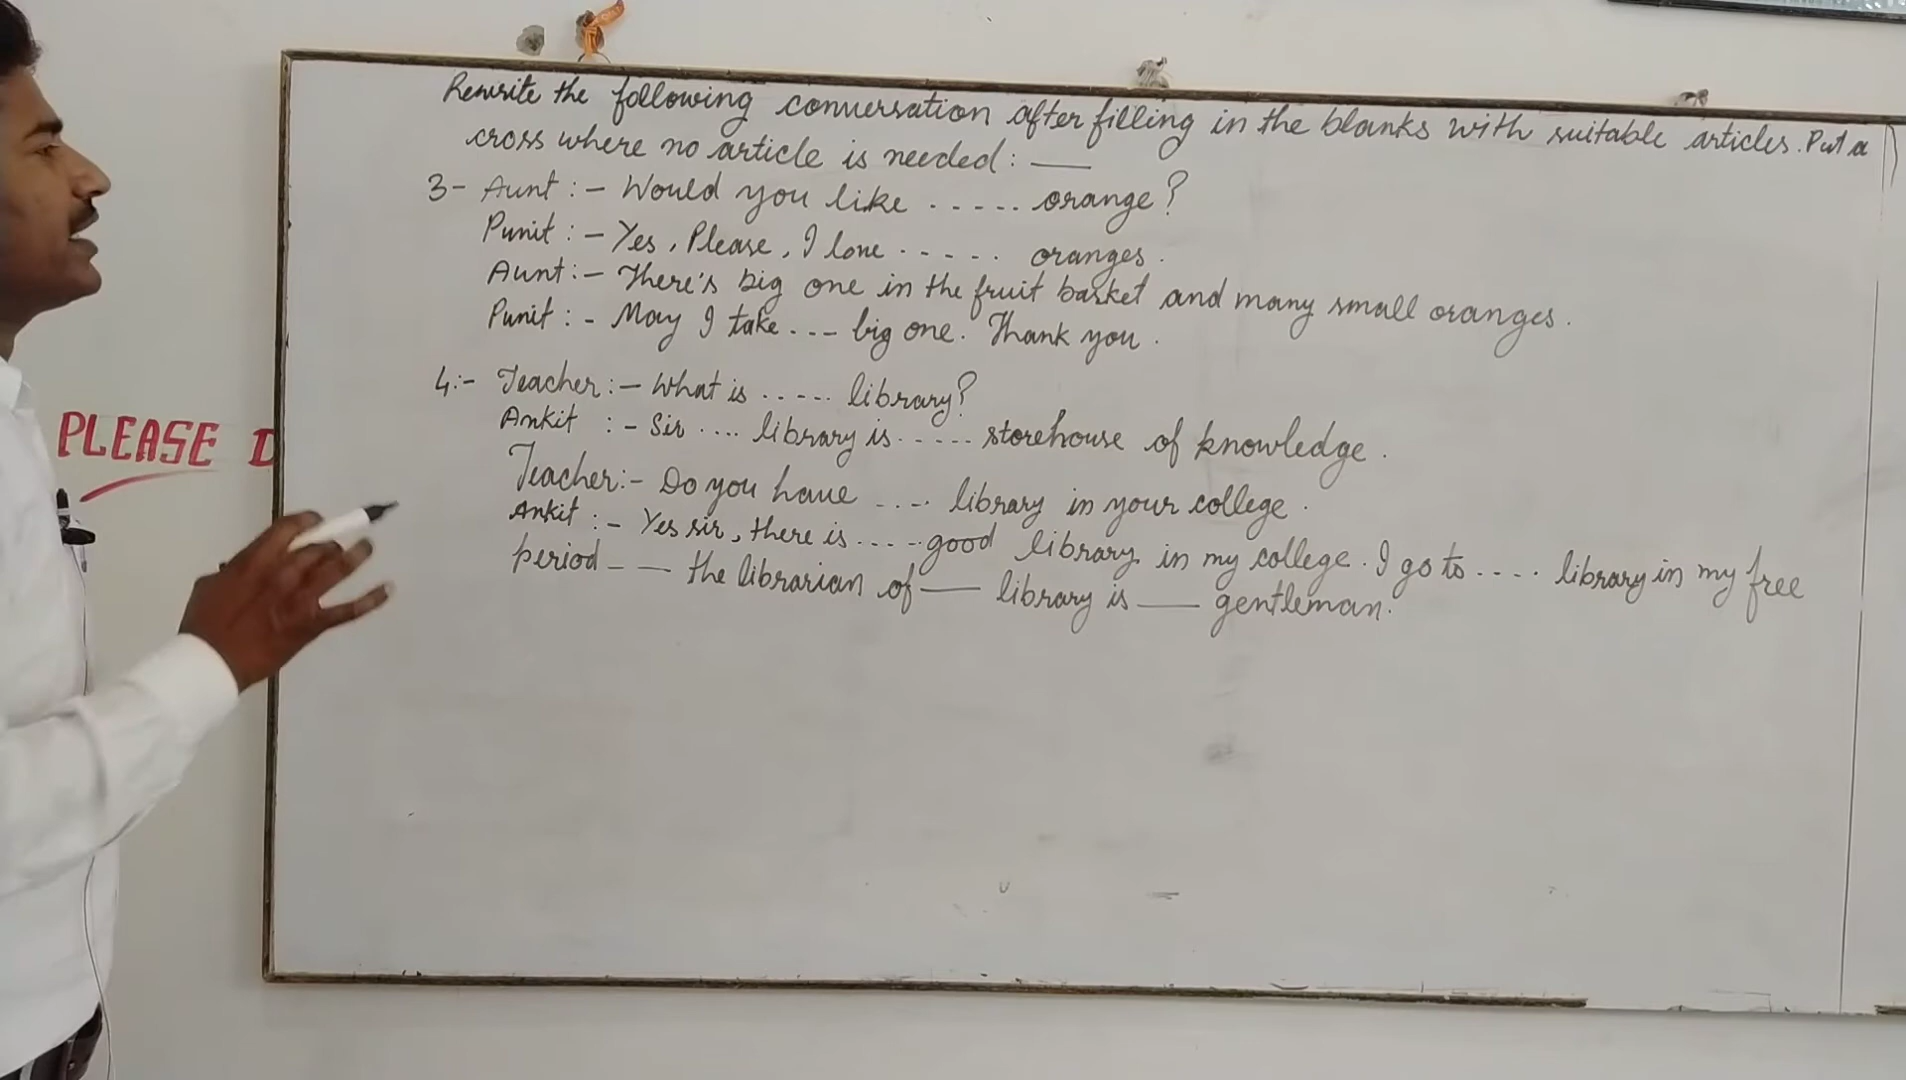 Rewrite the following conversation after filling in the blanks with suitable articles. Put a
cross where no article is needed: ___
3- Aunt :- Would you like ..... orange?
Punit :- Yes, Please, I love ..... oranges.
Aunt :- There's big one in the fruit basket and many small oranges.
Punit :- May I take --- big one. Thank you.
4:- Teacher :- What is ..... library?
Ankit :- Sir .... library is ..... storehouse of knowledge.
Teacher :- Do you have .... library in your college.
Ankit :- Yes sir, there is ..... good library in my college. I go to .... library in my free
period __ the librarian of __ library is __ gentleman.
PLEASE D